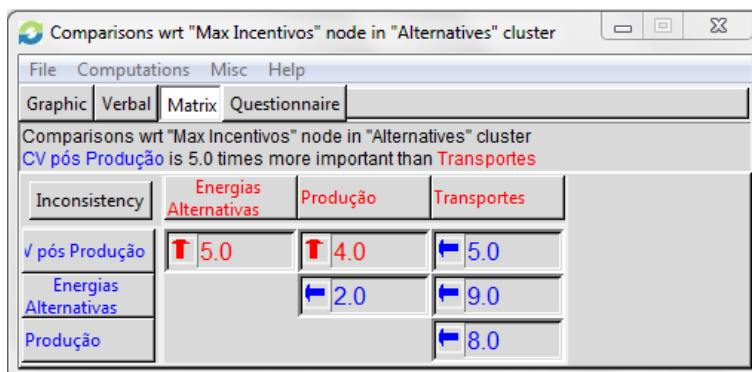 Comparisons wrt "Max Incentivos" node in "Alternatives" cluster
File Computations Misc Help
Graphic Verbal Matrix Questionnaire
Comparisons wrt "Max Incentivos" node in "Alternatives" cluster
CV pós Produção is 5.0 times more important than Transportes
Inconsistency Energias Alternativas Produção Transportes
V pós Produção 5.0 4.0 5.0
Energias Alternativas 2.0 9.0
Produção 8.0